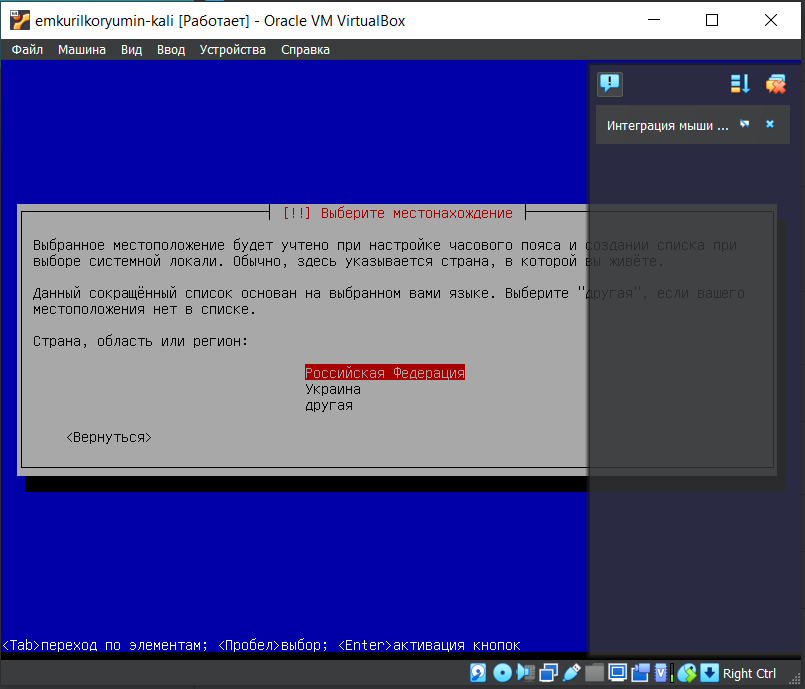 emkurilkoryumin-kali [Работает] - Oracle VM VirtualBox
Файл Машина Вид Ввод Устройства Справка
Интеграция мыши ...
[!!] Выберите местонахождение
Выбранное местоположение будет учтено при настройке часового пояса и создании списка при
выборе системной локали. Обычно, здесь указывается страна, в которой вы живёте.
Данный сокращённый список основан на выбранном вами языке. Выберите "другая", если вашего
местоположения нет в списке.
Страна, область или регион:
Российская Федерация
Украина
другая
<Вернуться>
<Tab>переход по элементам; <Пробел>выбор; <Enter>активация кнопок
Right Ctrl